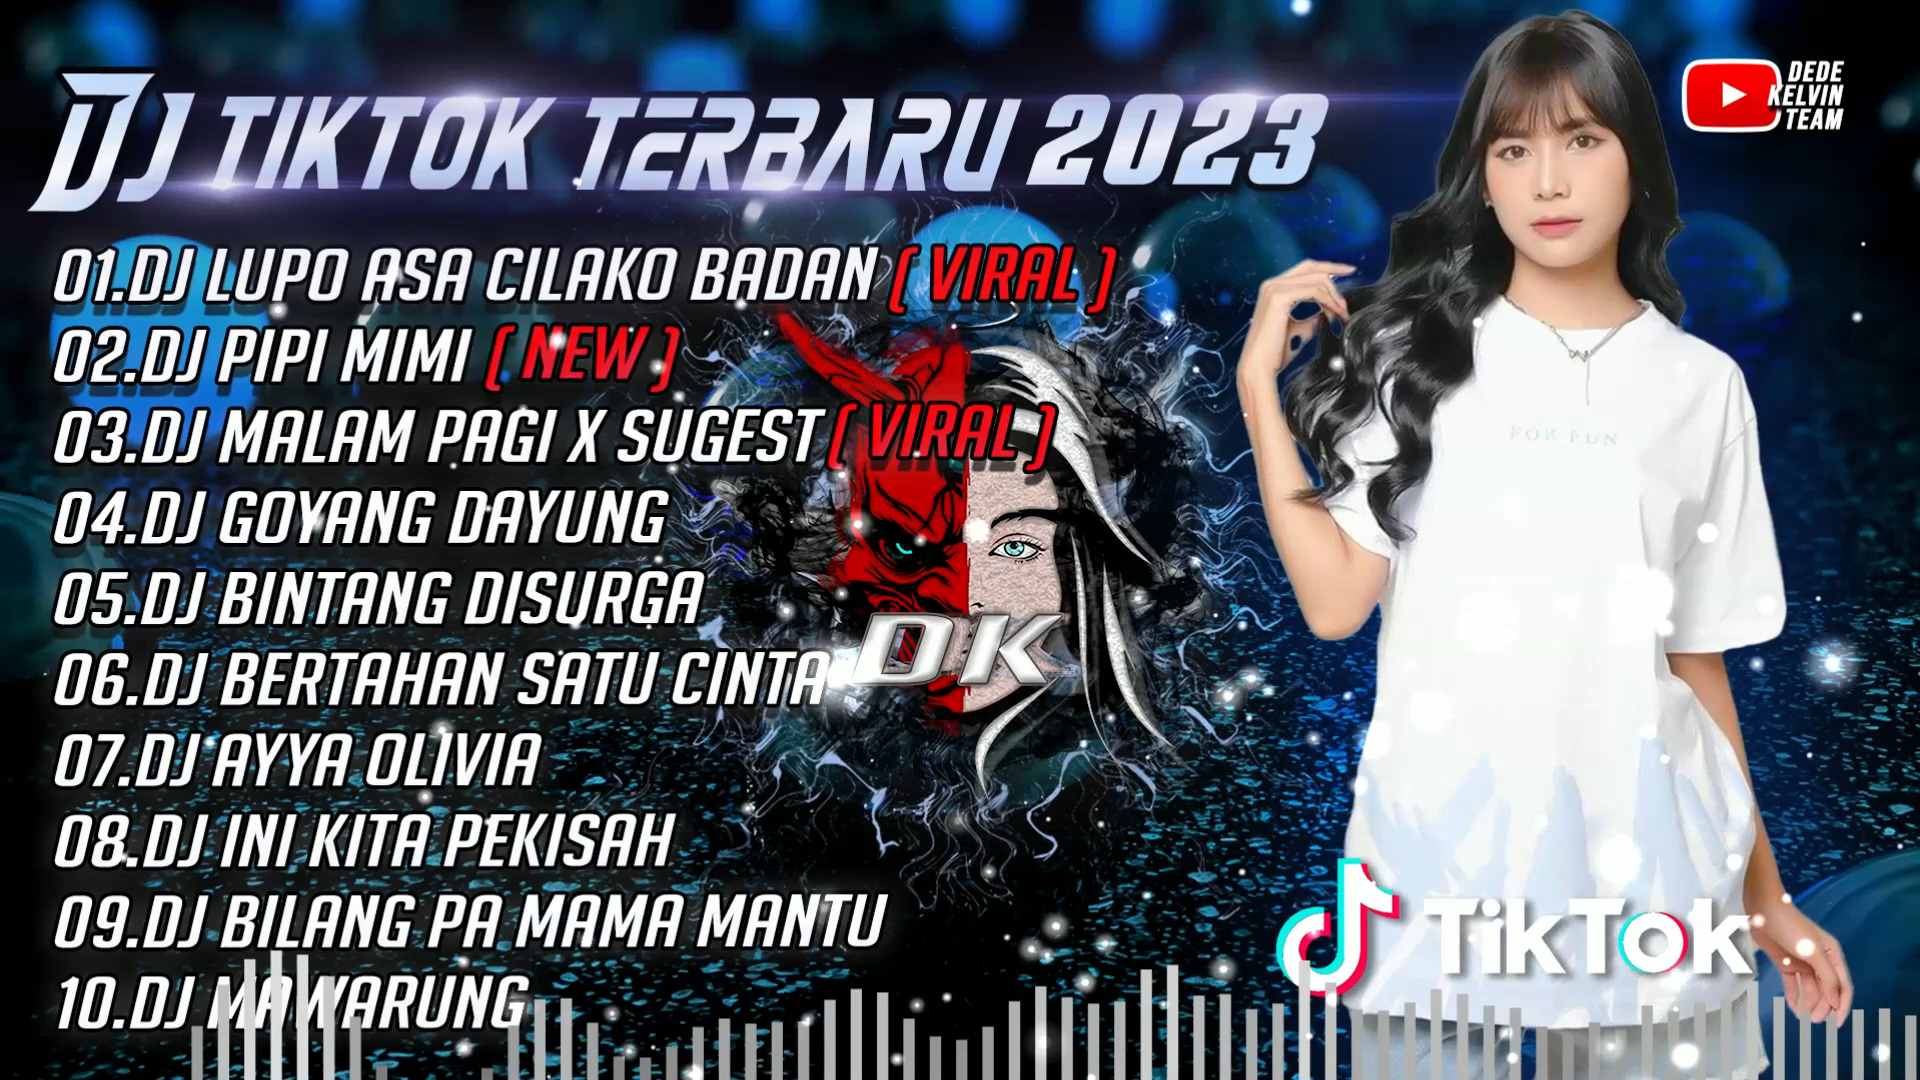 DJ TIKTOK TERBARU 2023
DEDE
KELVIN
TEAM
01.DJ LUPO ASA CILAKO BADAN ( VIRAL )
02.DJ PIPI MIMI ( NEW )
03.DJ MALAM PAGI X SUGEST ( VIRAL )
04.DJ GOYANG DAYUNG
05.DJ BINTANG DISURGA
06.DJ BERTAHAN SATU CINTA
07.DJ AYYA OLIVIA
08.DJ INI KITA PEKISAH
09.DJ BILANG PA MAMA MANTU
10.DJ MAWARUNG
DK
FOR FUN
TikTok